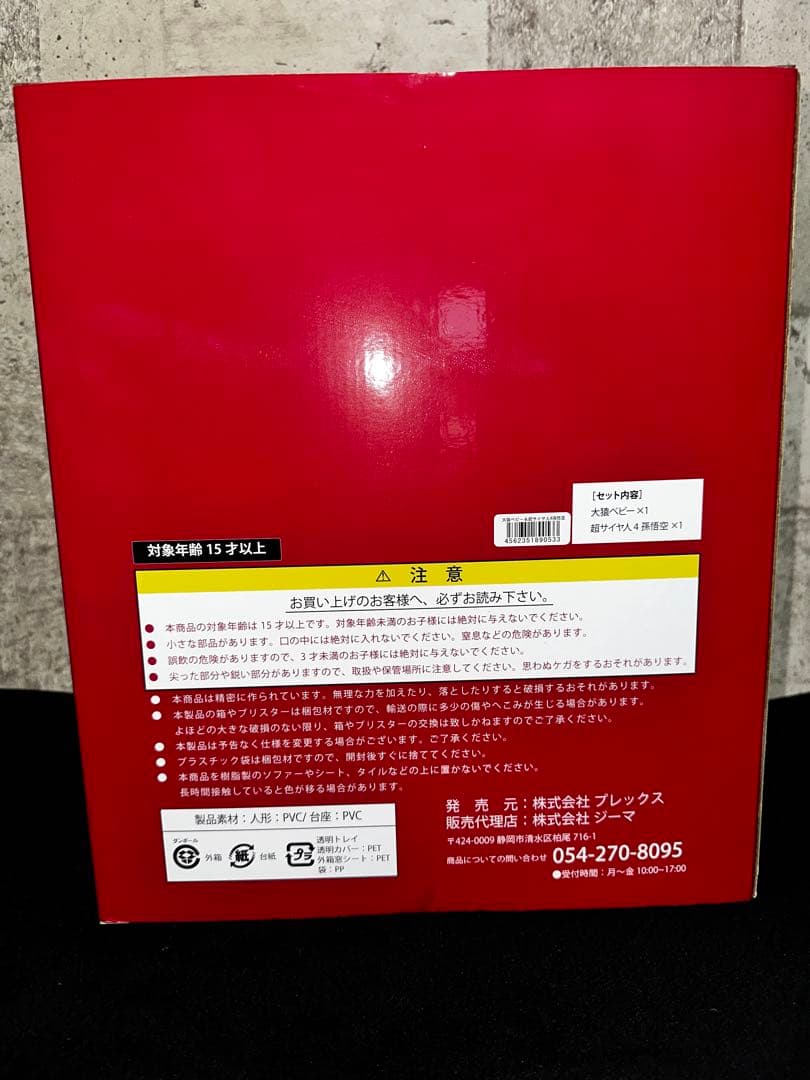 [セット内容]
大猿ベビー×1
超サイヤ人4孫悟空×1
大猿ベビー&超サイヤ人4孫悟空
4562351890533
対象年齢 15 才以上
⚠ 注 意
お買い上げのお客様へ、必ずお読み下さい。
● 本商品の対象年齢は 15 才以上です。対象年齢未満のお子様には絶対に与えないでください。
● 小さな部品があります。口の中には絶対に入れないでください。窒息などの危険があります。
● 誤飲の危険がありますので、3 才未満のお子様には絶対に与えないでください。
● 尖った部分や鋭い部分がありますので、取扱や保管場所に注意してください。思わぬケガをするおそれがあります。
● 本商品は精密に作られています。無理な力を加えたり、落としたりすると破損するおそれがあります。
● 本製品の箱やブリスターは梱包材ですので、輸送の際に多少の傷やへこみが生じる場合があります。
よほどの大きな破損のない限り、箱やブリスターの交換は致しかねますのでご了承ください。
● 本製品は予告なく仕様を変更する場合がございます。ご了承ください。
● プラスチック袋は梱包材ですので、開封後すぐに捨ててください。
● 本商品を樹脂製のソファーやシート、タイルなどの上に置かないでください。
長時間接触していると色が移る場合があります。
製品素材：人形：PVC/ 台座：PVC
ダンボール
外箱
紙
台紙
プラ
透明トレイ
透明カバー：PET
外箱窓シート：PET
袋：PP
発 売 元：株式会社 プレックス
販売代理店：株式会社 ジーマ
〒424-0009 静岡市清水区柏尾 716-1
商品についての問い合わせ 054-270-8095
●受付時間：月〜金 10:00~17:00